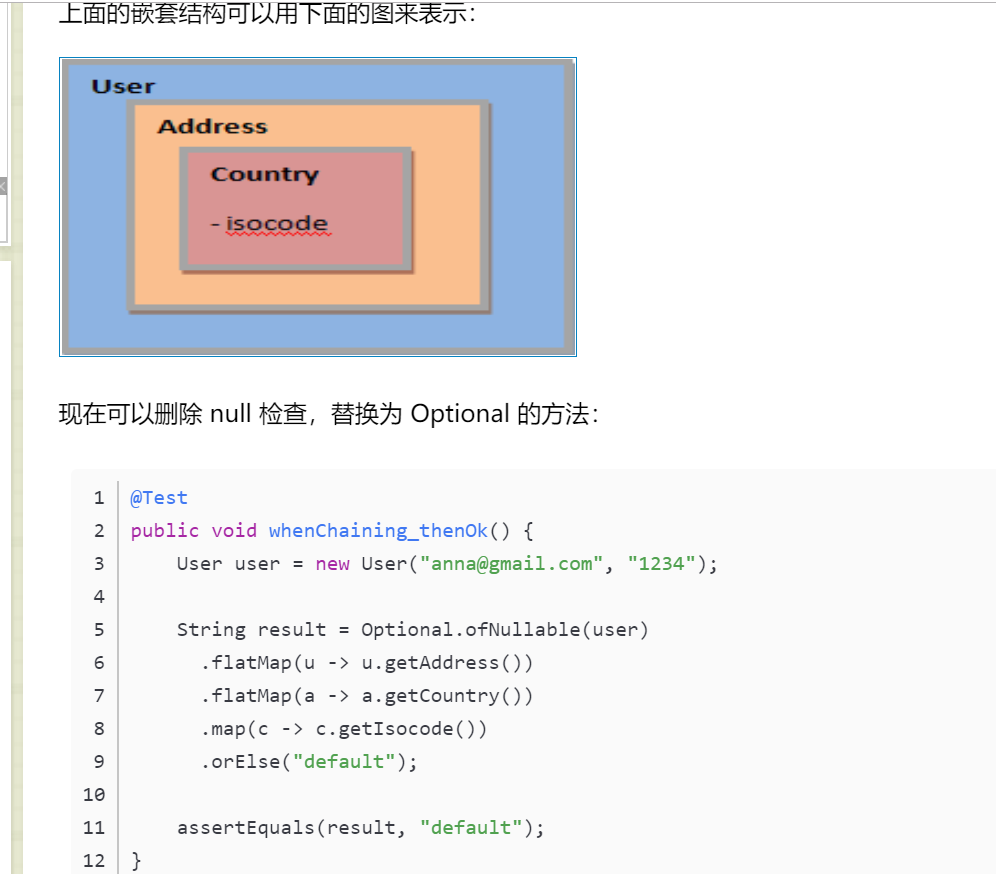 上面的嵌套结构可以用下面的图来表示：
User
Address
Country
- isocode
现在可以删除 null 检查，替换为 Optional 的方法：
1 @Test
2 public void whenChaining_thenOk() {
3     User user = new User("anna@gmail.com", "1234");
4
5     String result = Optional.ofNullable(user)
6       .flatMap(u -> u.getAddress())
7       .flatMap(a -> a.getCountry())
8       .map(c -> c.getIsocode())
9       .orElse("default");
10
11     assertEquals(result, "default");
12 }